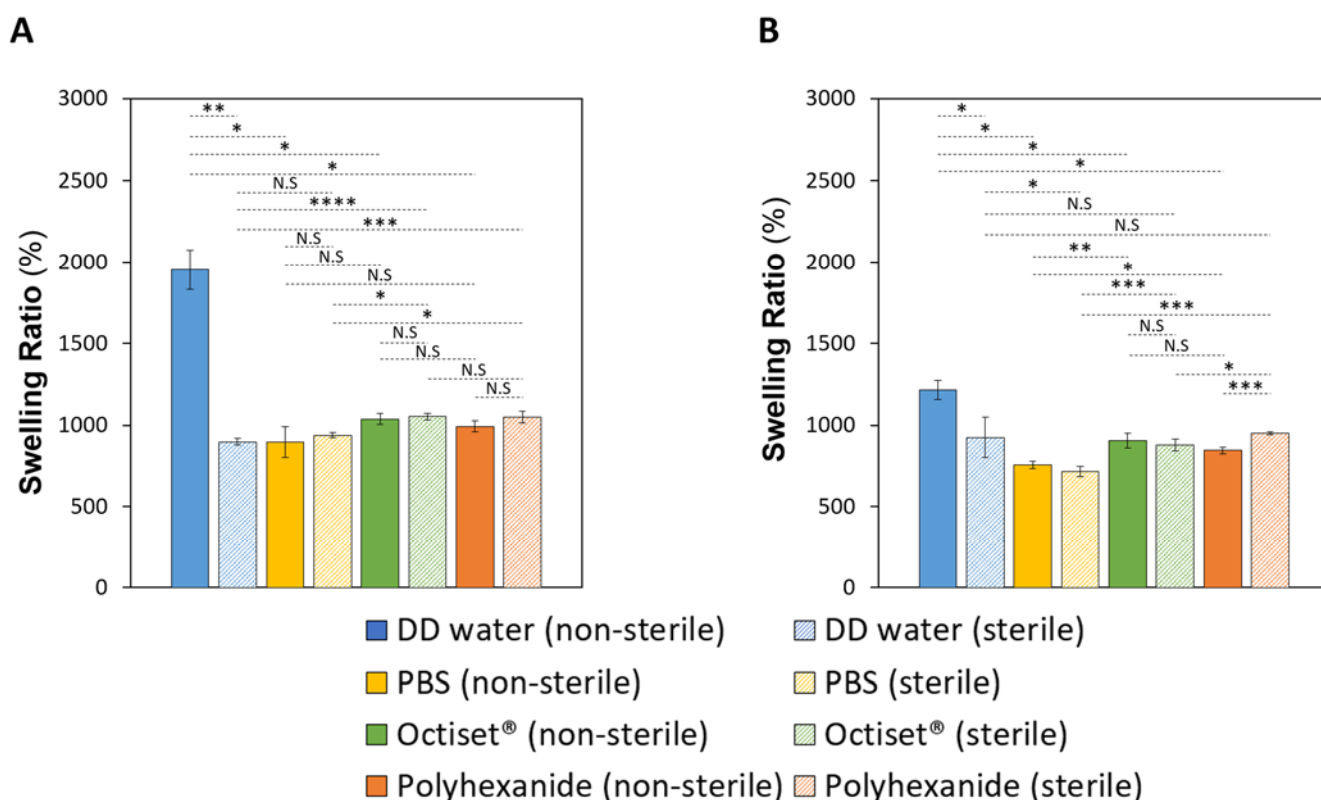 A
B
Swelling Ratio (%)
3000
2500
2000
1500
1000
500
0
**
*
*
*
N.S
****
***
N.S
N.S
N.S
*
*
N.S
N.S
N.S
N.S
Swelling Ratio (%)
3000
2500
2000
1500
1000
500
0
*
*
*
*
*
N.S
N.S
**
*
***
***
N.S
N.S
*
***
DD water (non-sterile)
DD water (sterile)
PBS (non-sterile)
PBS (sterile)
Octiset® (non-sterile)
Octiset® (sterile)
Polyhexanide (non-sterile)
Polyhexanide (sterile)